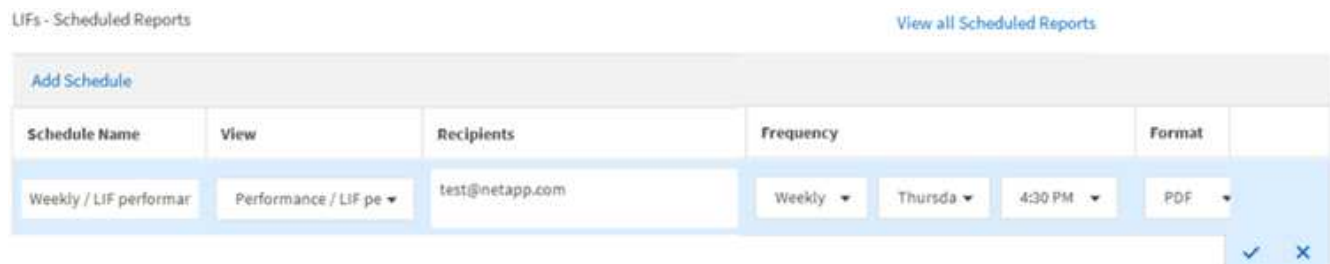 LIFs - Scheduled Reports
View all Scheduled Reports
Add Schedule
Schedule Name View Recipients Frequency Format
Weekly / LIF performar Performance / LIF pe test@netapp.com Weekly Thursda 4:30 PM PDF